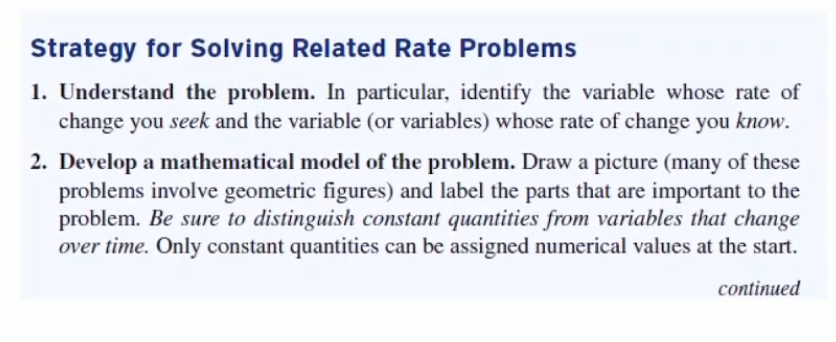 Strategy for Solving Related Rate Problems
1. Understand the problem. In particular, identify the variable whose rate of
change you seek and the variable (or variables) whose rate of change you know.
2. Develop a mathematical model of the problem. Draw a picture (many of these
problems involve geometric figures) and label the parts that are important to the
problem. Be sure to distinguish constant quantities from variables that change
over time. Only constant quantities can be assigned numerical values at the start.
continued